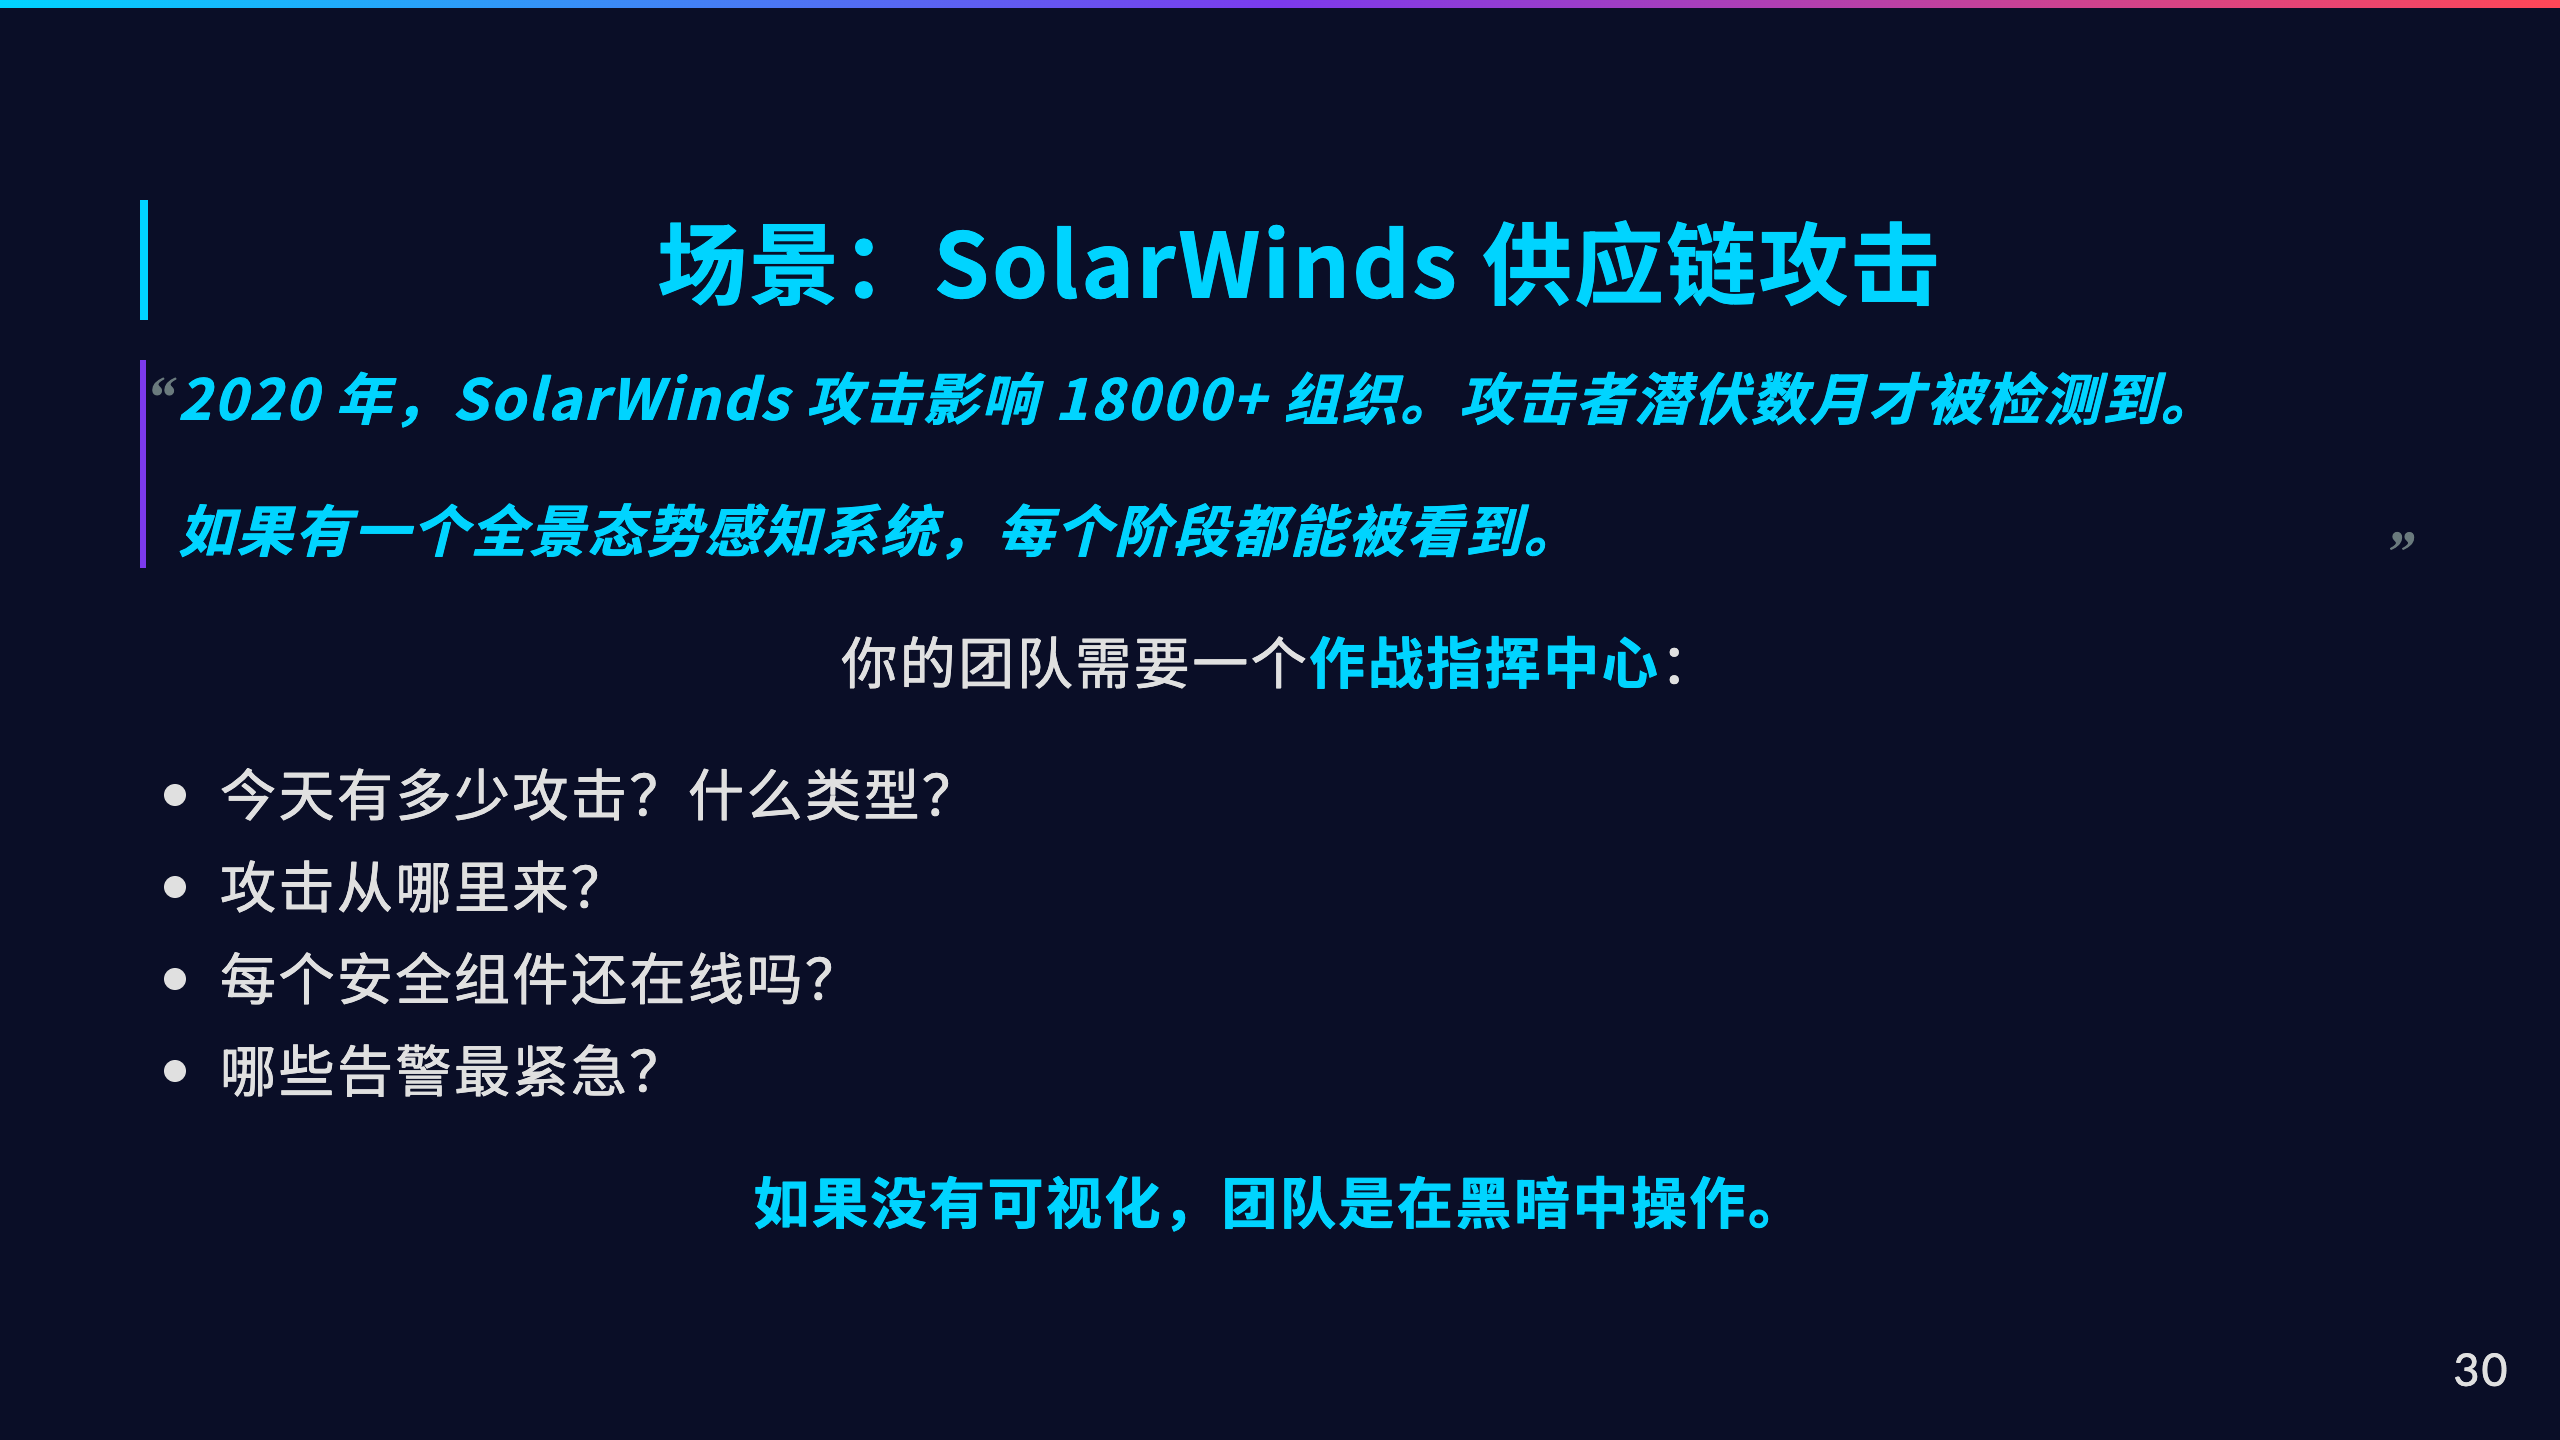 场景：SolarWinds 供应链攻击
“2020 年，SolarWinds 攻击影响 18000+ 组织。攻击者潜伏数月才被检测到。
如果有一个全景态势感知系统，每个阶段都能被看到。”
你的团队需要一个作战指挥中心：
• 今天有多少攻击？什么类型？
• 攻击从哪里来？
• 每个安全组件还在线吗？
• 哪些告警最紧急？
如果没有可视化，团队是在黑暗中操作。
30